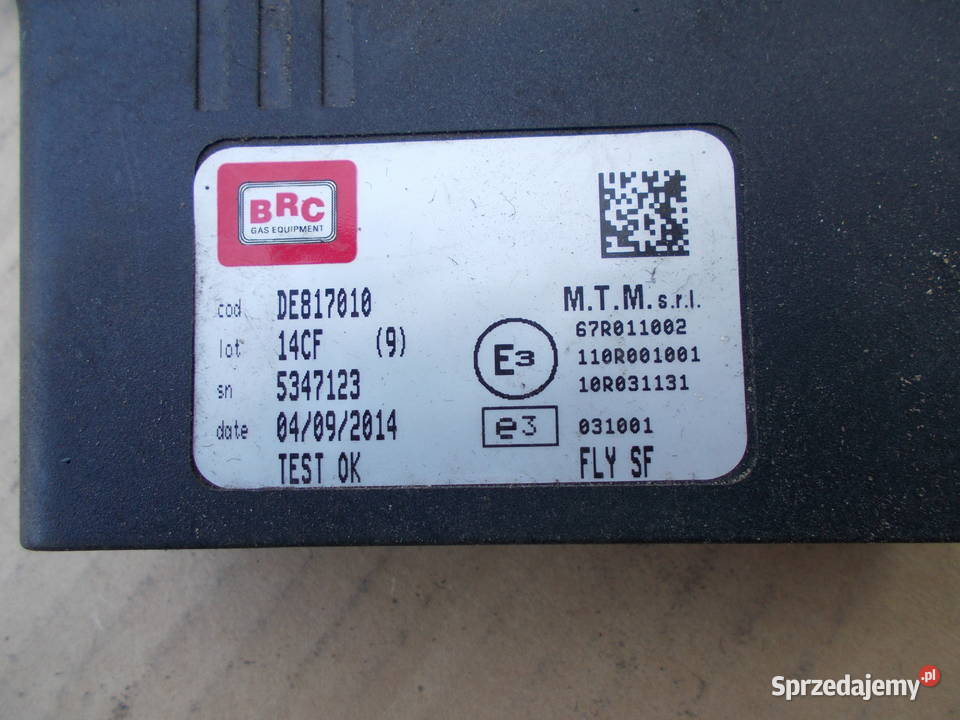 BRC
GAS EQUIPMENT
cod DE817010
lot 14CF (9)
sn 5347123
date 04/09/2014
TEST OK
M.T.M. s.r.l.
67R011002
E3 110R001001
10R031131
e3 031001
FLY SF
Sprzedajemy.pl